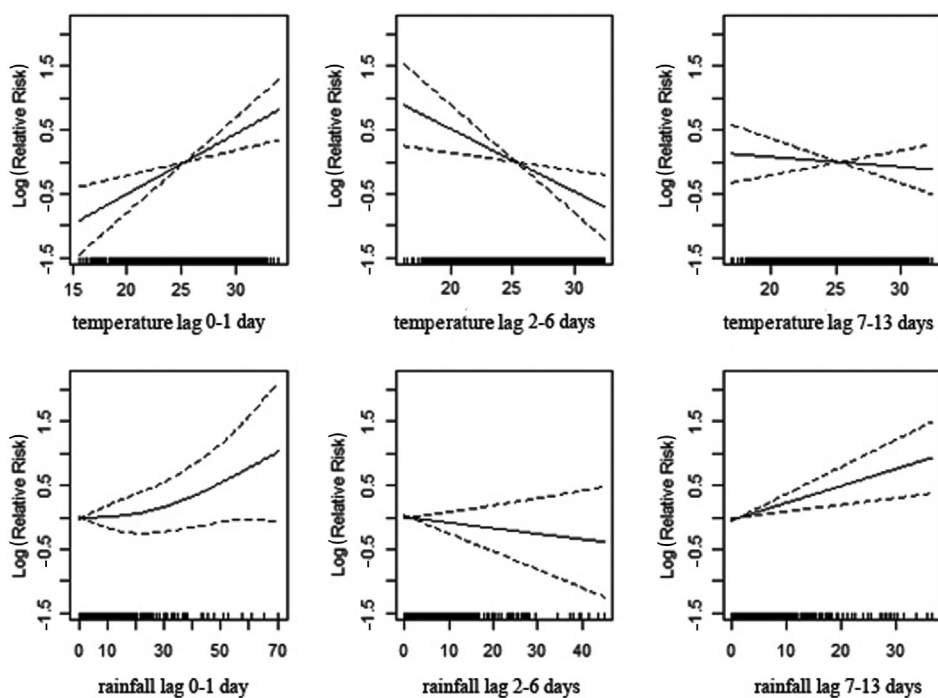 Log (Relative Risk)
1.5
0.5
-0.5
-1.5
15 20 25 30
temperature lag 0-1 day
Log (Relative Risk)
1.5
0.5
-0.5
-1.5
20 25 30
temperature lag 2-6 days
Log (Relative Risk)
1.5
0.5
-0.5
-1.5
20 25 30
temperature lag 7-13 days
Log (Relative Risk)
1.5
0.5
-0.5
-1.5
0 10 30 50 70
rainfall lag 0-1 day
Log (Relative Risk)
1.5
0.5
-0.5
-1.5
0 10 20 30 40
rainfall lag 2-6 days
Log (Relative Risk)
1.5
0.5
-0.5
-1.5
0 10 20 30
rainfall lag 7-13 days